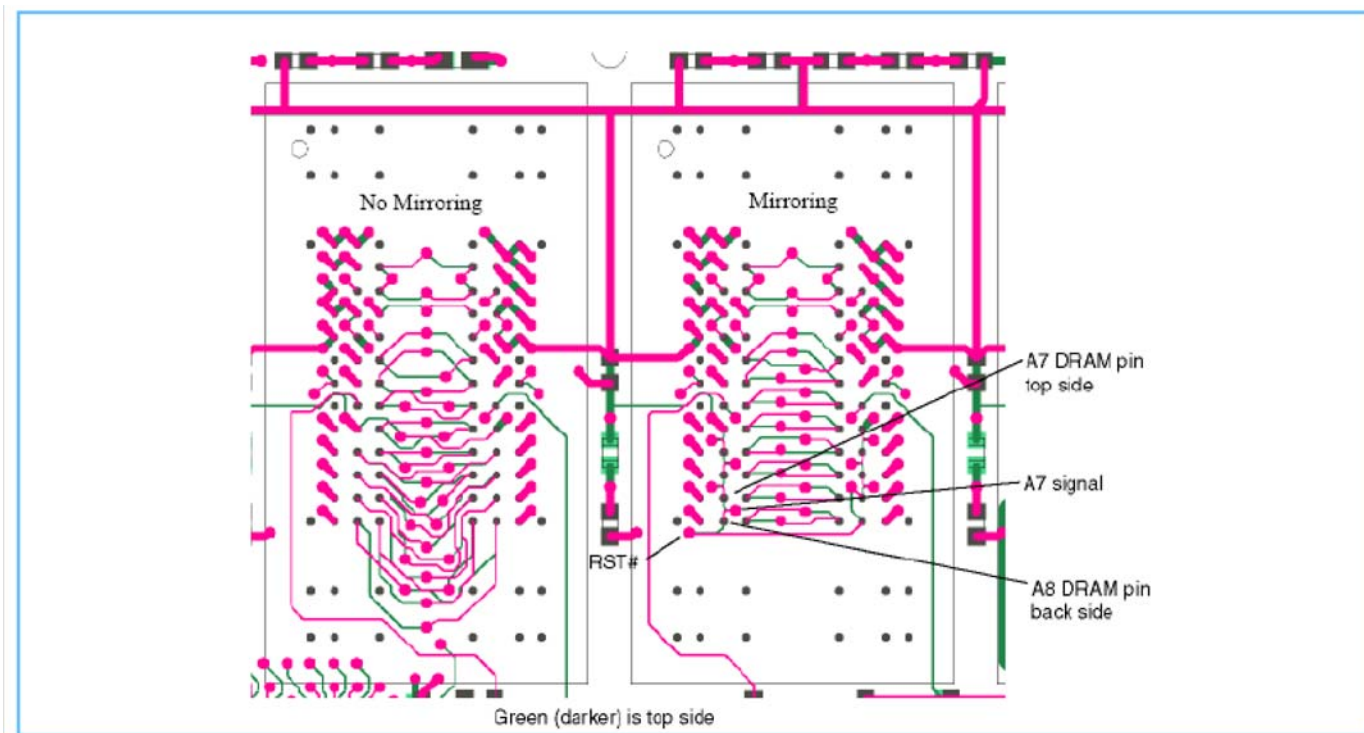 No Mirroring
Mirroring
A7 DRAM pin
top side
A7 signal
RST#
A8 DRAM pin
back side
Green (darker) is top side